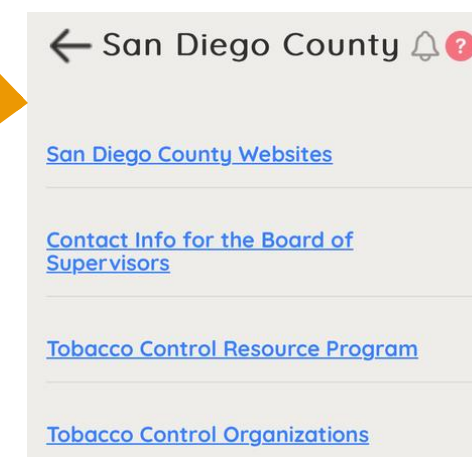 San Diego County ?
San Diego County Websites
Contact Info for the Board of
Supervisors
Tobacco Control Resource Program
Tobacco Control Organizations